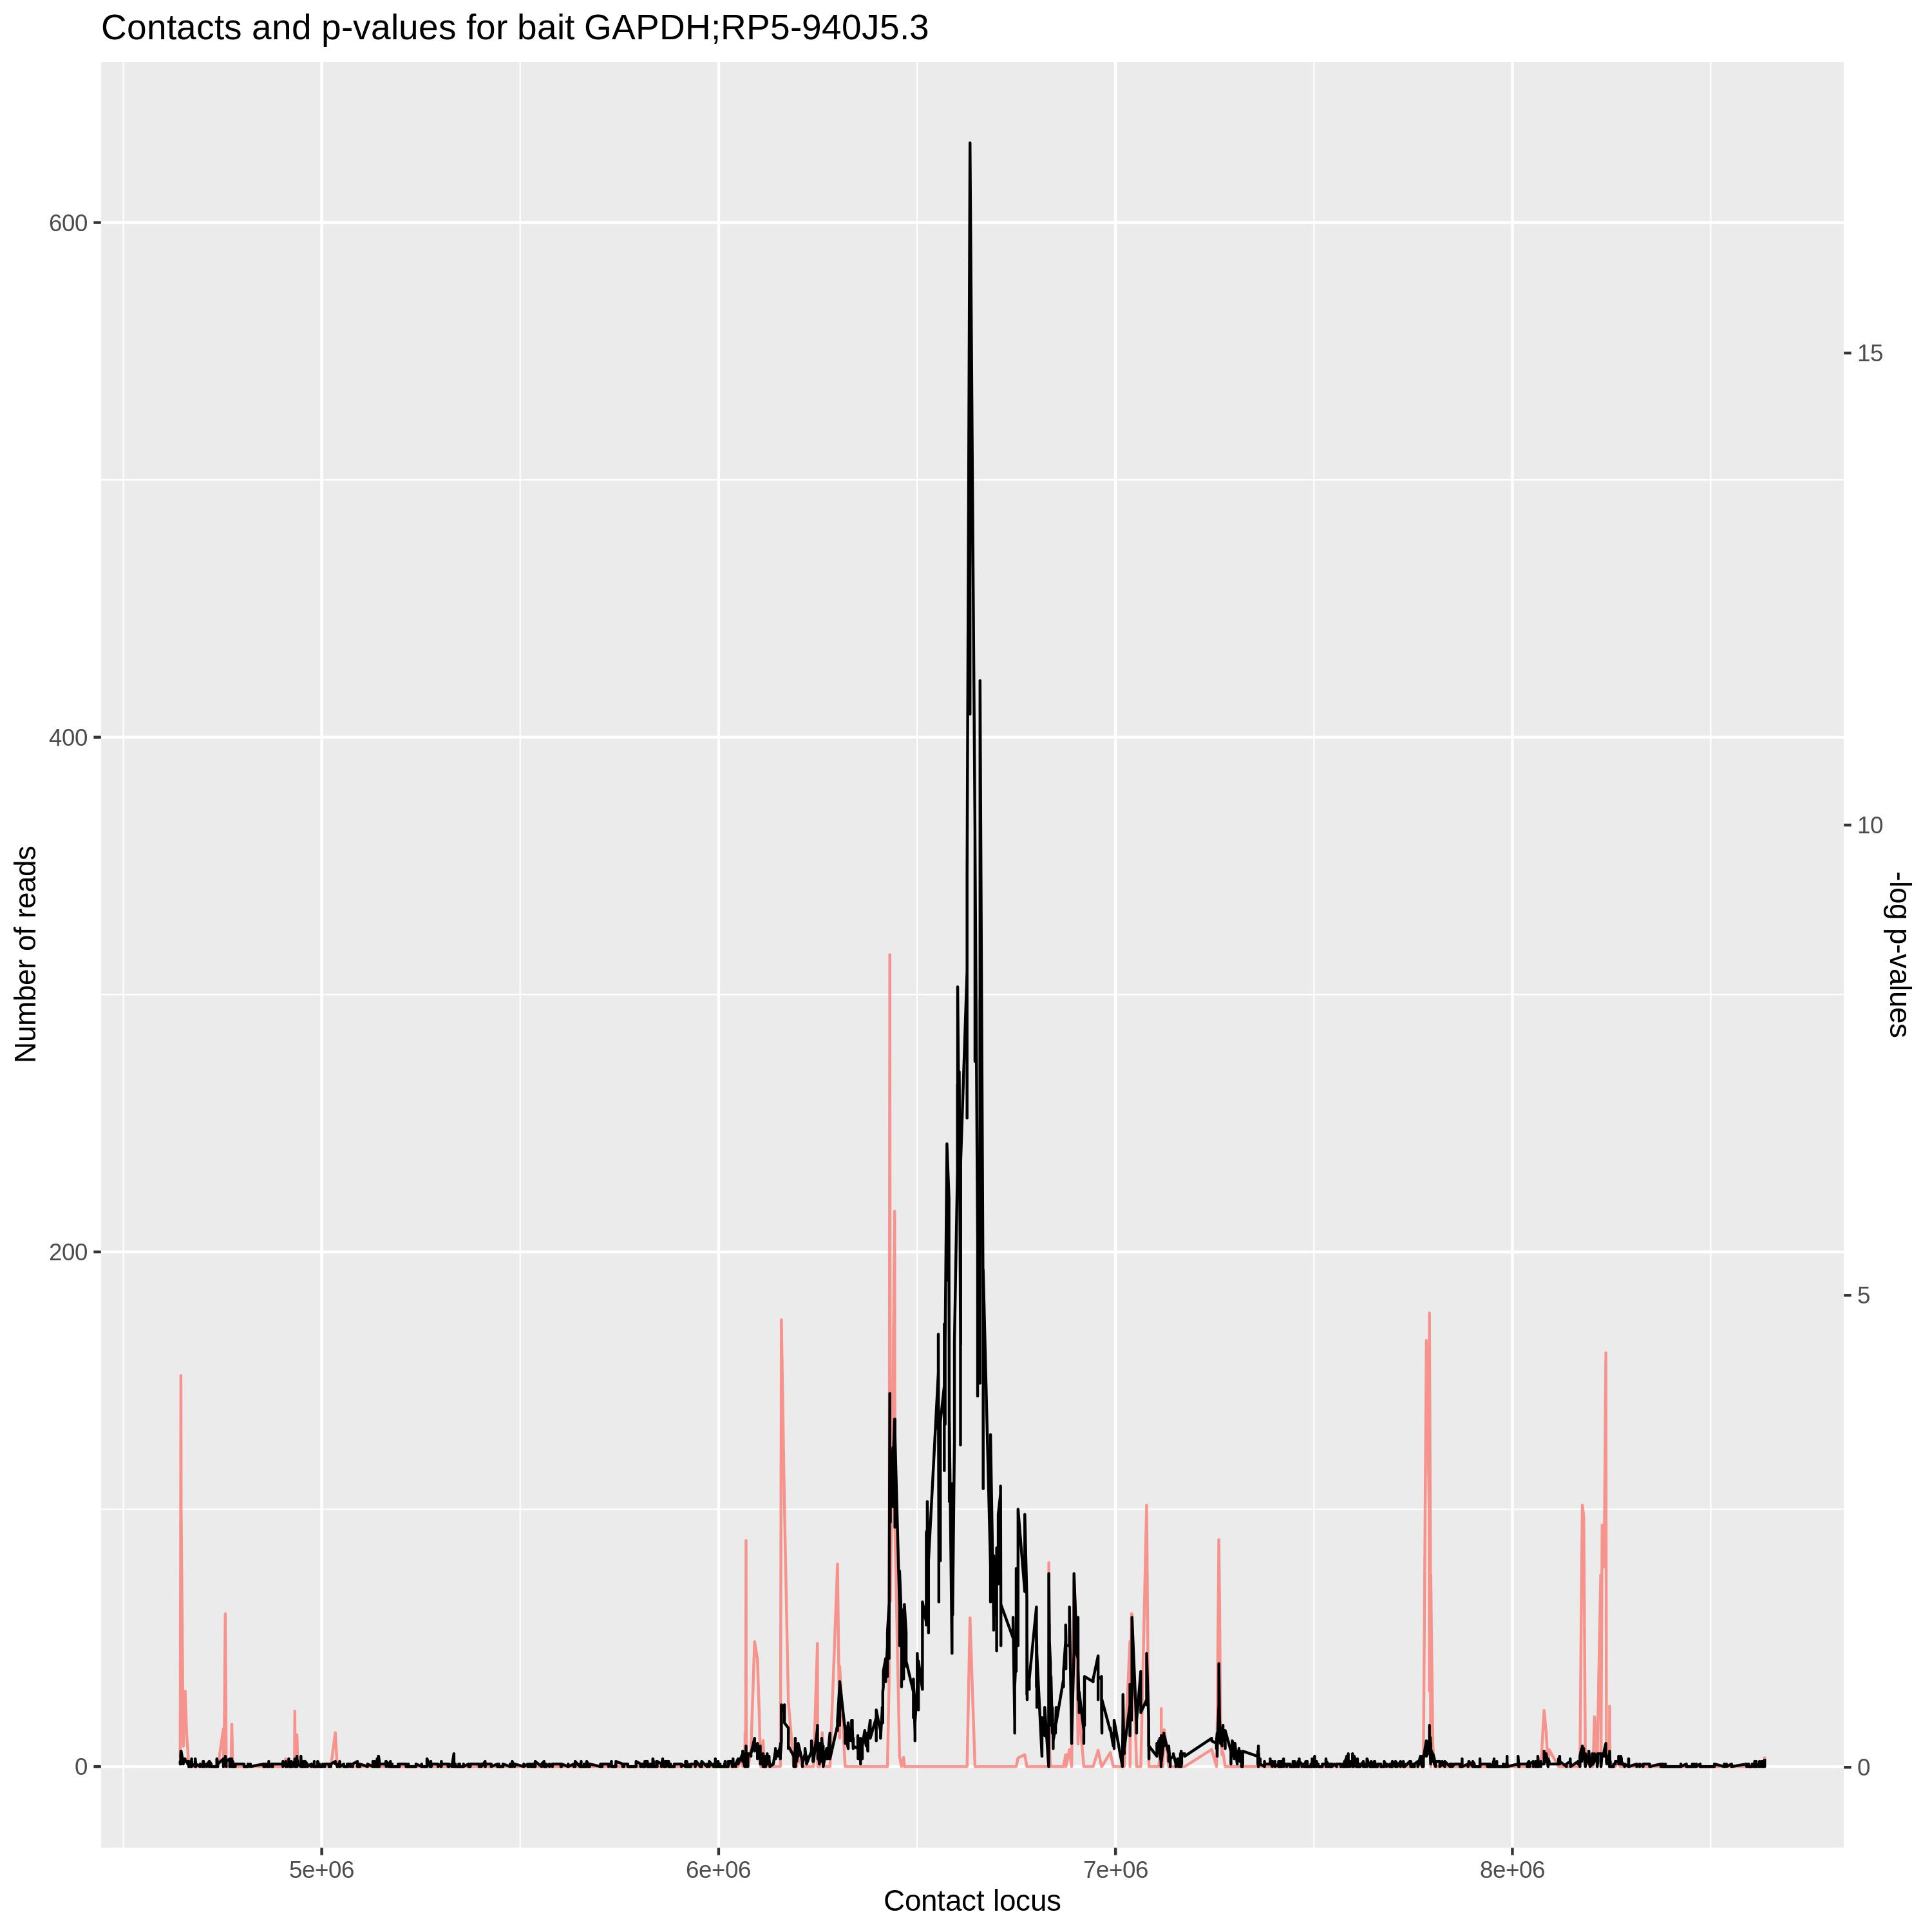 Contacts and p-values for bait GAPDH;RP5-940J5.3
600
400
200
0
Number of reads
15
10
5
0
-log p-values
5e+06
6e+06
7e+06
8e+06
Contact locus